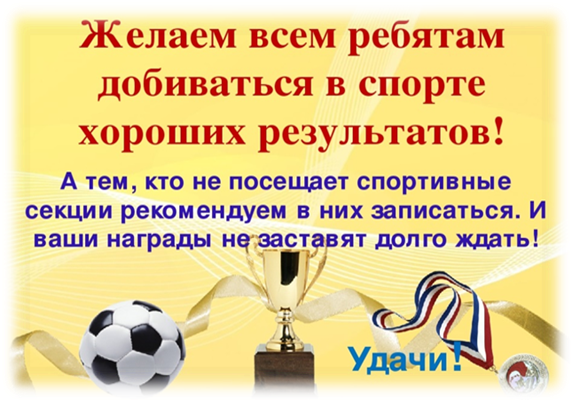 Желаем всем ребятам
добиваться в спорте
хороших результатов!
А тем, кто не посещает спортивные
секции рекомендуем в них записаться. И
ваши награды не заставят долго ждать!
Удачи!